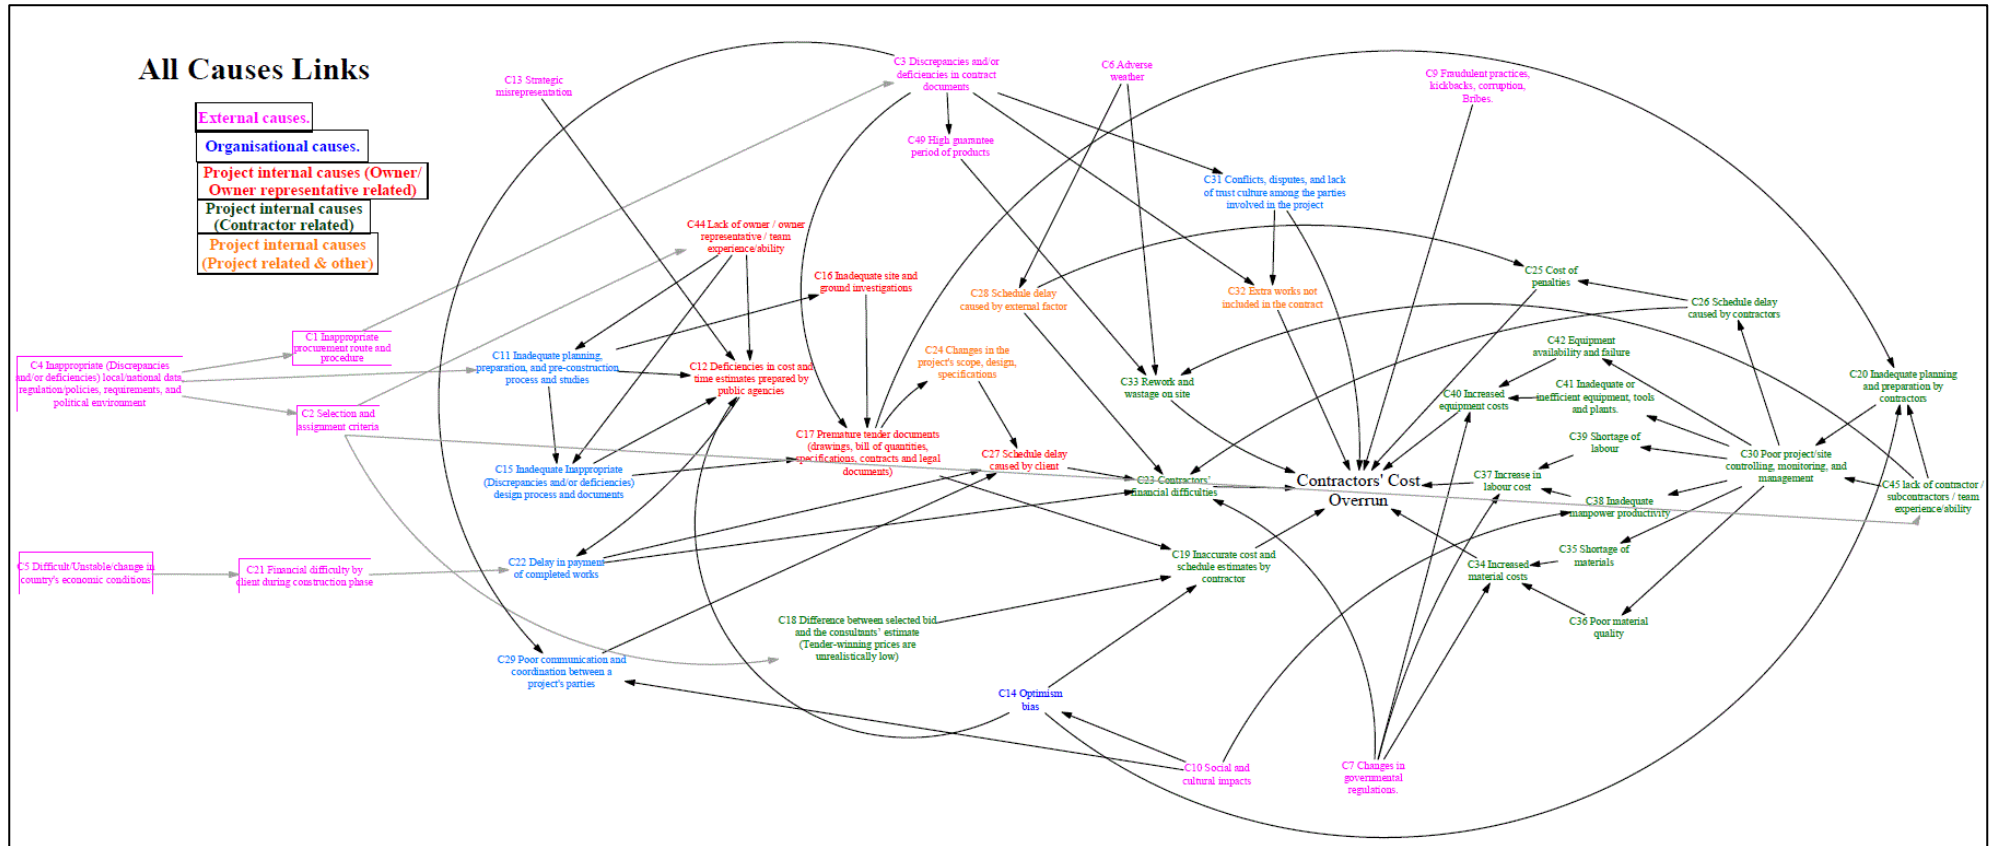 All Causes Links
External causes.
Organisational causes.
Project internal causes (Owner/
Owner representative related)
Project internal causes
(Contractor related)
Project internal causes
(Project related & other)
C13 Strategic
misrepresentation
C3 Discrepancies and/or
deficiencies in contract
documents
C6 Adverse
weather
C9 Fraudulent practices,
kickbacks, corruption,
Bribes.
C49 High guarantee
period of products
C31 Conflicts, disputes, and lack
of trust culture among the parties
involved in the project
C44 Lack of owner / owner
representative / team
experience/ability
C16 Inadequate site and
ground investigations
C28 Schedule delay
caused by external factor
C32 Extra works not
included in the contract
C25 Cost of
penalties
C26 Schedule delay
caused by contractors
C1 Inappropriate
procurement route and
procedure
C4 Inappropriate (Discrepancies
and/or deficiencies) local/national data,
regulation/policies, requirements, and
political environment
C2 Selection and
assignment criteria
C11 Inadequate planning,
preparation, and pre-construction
process and studies
C12 Deficiencies in cost and
time estimates prepared by
public agencies
C24 Changes in the
project's scope, design,
specifications
C33 Rework and
wastage on site
C42 Equipment
availability and failure
C40 Increased
equipment costs
C41 Inadequate or
inefficient equipment, tools
and plants.
C20 Inadequate planning
and preparation by
contractors
C17 Premature tender documents
(drawings, bill of quantities,
specifications, contracts and legal
documents)
C27 Schedule delay
caused by client
C39 Shortage of
labour
C30 Poor project/site
controlling, monitoring, and
management
C15 Inadequate Inappropriate
(Discrepancies and/or deficiencies)
design process and documents
C23 Contractors'
financial difficulties
Contractors' Cost
Overrun
C37 Increase in
labour cost
C38 Inadequate
manpower productivity
C45 lack of contractor /
subcontractors / team
experience/ability
C5 Difficult/Unstable/change in
country's economic conditions
C21 Financial difficulty by
client during construction phase
C22 Delay in payment
of completed works
C19 Inaccurate cost and
schedule estimates by
contractor
C35 Shortage of
materials
C34 Increased
material costs
C36 Poor material
quality
C18 Difference between selected bid
and the consultants’ estimate
(Tender-winning prices are
unrealistically low)
C29 Poor communication and
coordination between a
project's parties
C14 Optimism
bias
C10 Social and
cultural impacts
C7 Changes in
governmental
regulations.